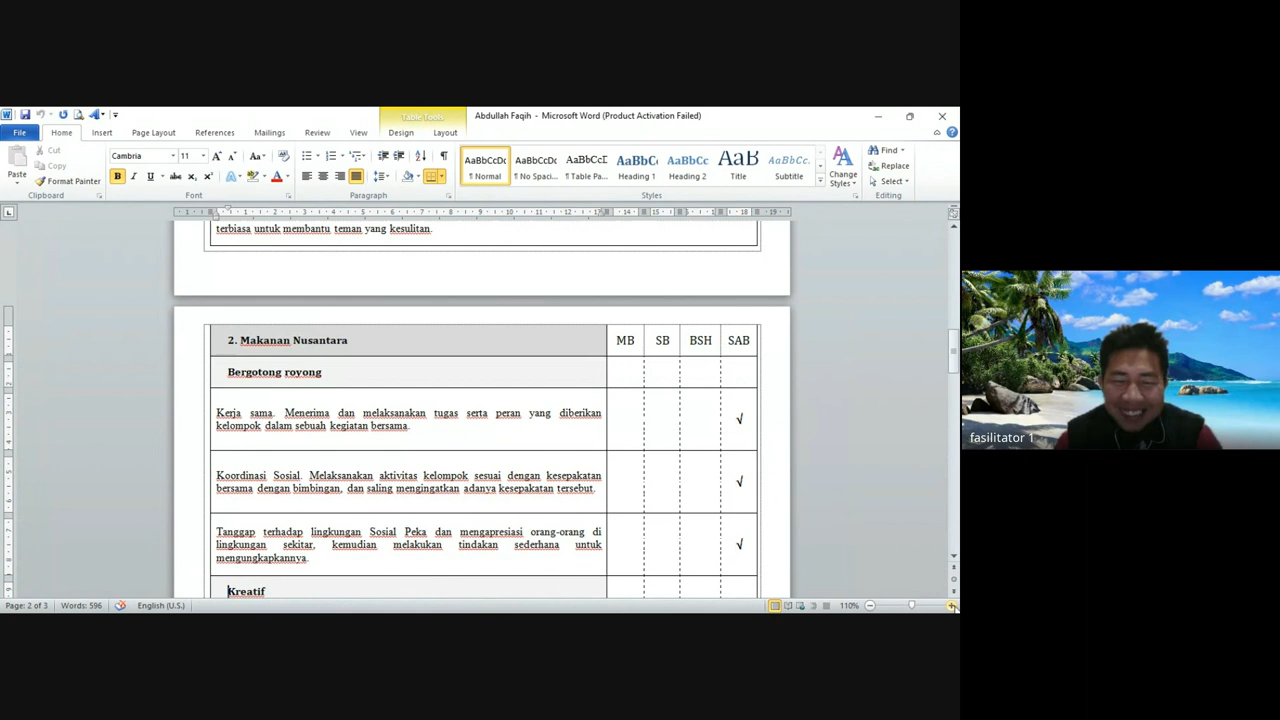 Abdullah Faqih - Microsoft Word (Product Activation Failed)
Table Tools
File Home Insert Page Layout References Mailings Review View Design Layout
Cut
Copy
Format Painter
Paste
Clipboard
Cambria 11
Font
Paragraph
AaBbCcDc AaBbCcDc AaBbCcD AaBbC AaBbCc AaB AaBbCc.
¶ Normal ¶ No Spaci... ¶ Table Pa... Heading 1 Heading 2 Title Subtitle
Change
Styles
Styles
Find
Replace
Select
Editing
terbiasa untuk membantu teman yang kesulitan.
2. Makanan Nusantara MB SB BSH SAB
Bergotong royong
Kerja sama. Menerima dan melaksanakan tugas serta peran yang diberikan
kelompok dalam sebuah kegiatan bersama. √
Koordinasi Sosial. Melaksanakan aktivitas kelompok sesuai dengan kesepakatan
bersama dengan bimbingan, dan saling mengingatkan adanya kesepakatan tersebut. √
Tanggap terhadap lingkungan Sosial Peka dan mengapresiasi orang-orang di
lingkungan sekitar, kemudian melakukan tindakan sederhana untuk
mengungkapkannya. √
Kreatif
Page: 2 of 3 Words: 596 English (U.S.) 110%
fasilitator 1